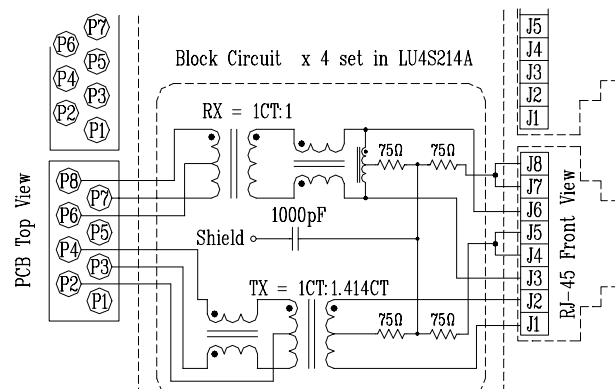 Block Circuit x 4 set in LU4S214A
P7
P6
P5
P4
P3
P2
P1
J5
J4
J3
J2
J1
RX = 1CT:1
75Ω 75Ω
1000pF
Shield
TX = 1CT:1.414CT
75Ω 75Ω
PCB Top View
P8
P7
P6
P5
P4
P3
P2
P1
J8
J7
J6
J5
J4
J3
J2
J1
RJ-45 Front View